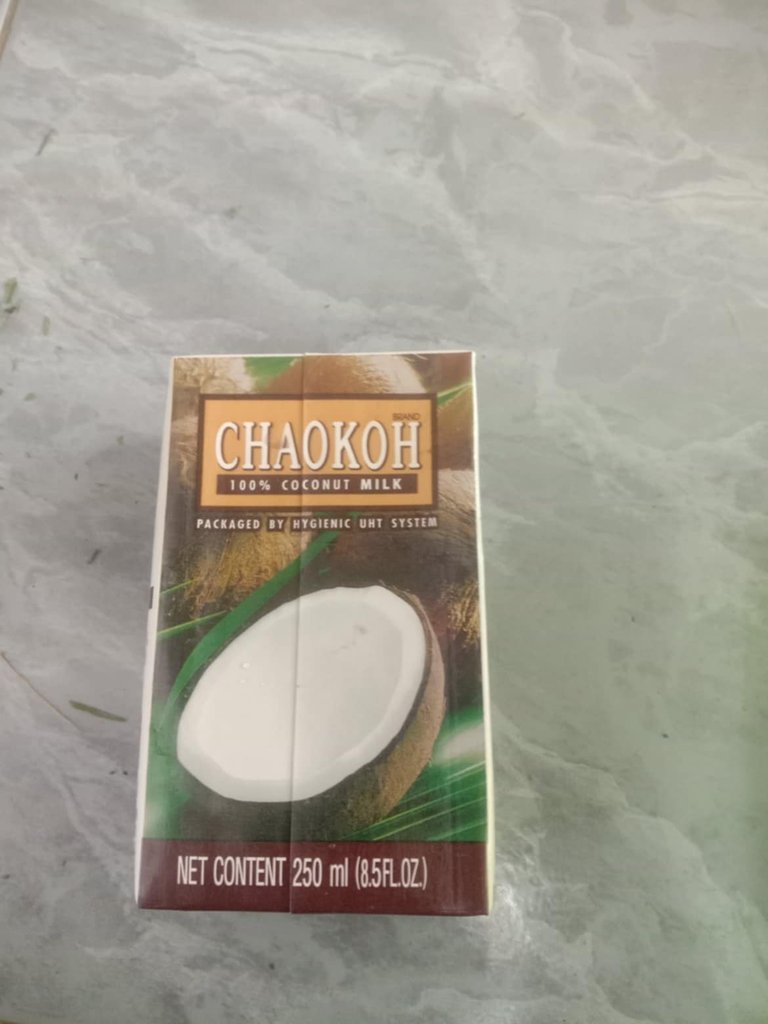 BRAND
CHAOKOH
100% COCONUT MILK
PACKAGED BY HYGIENIC UHT SYSTEM
NET CONTENT 250 ml (8.5FL.OZ.)